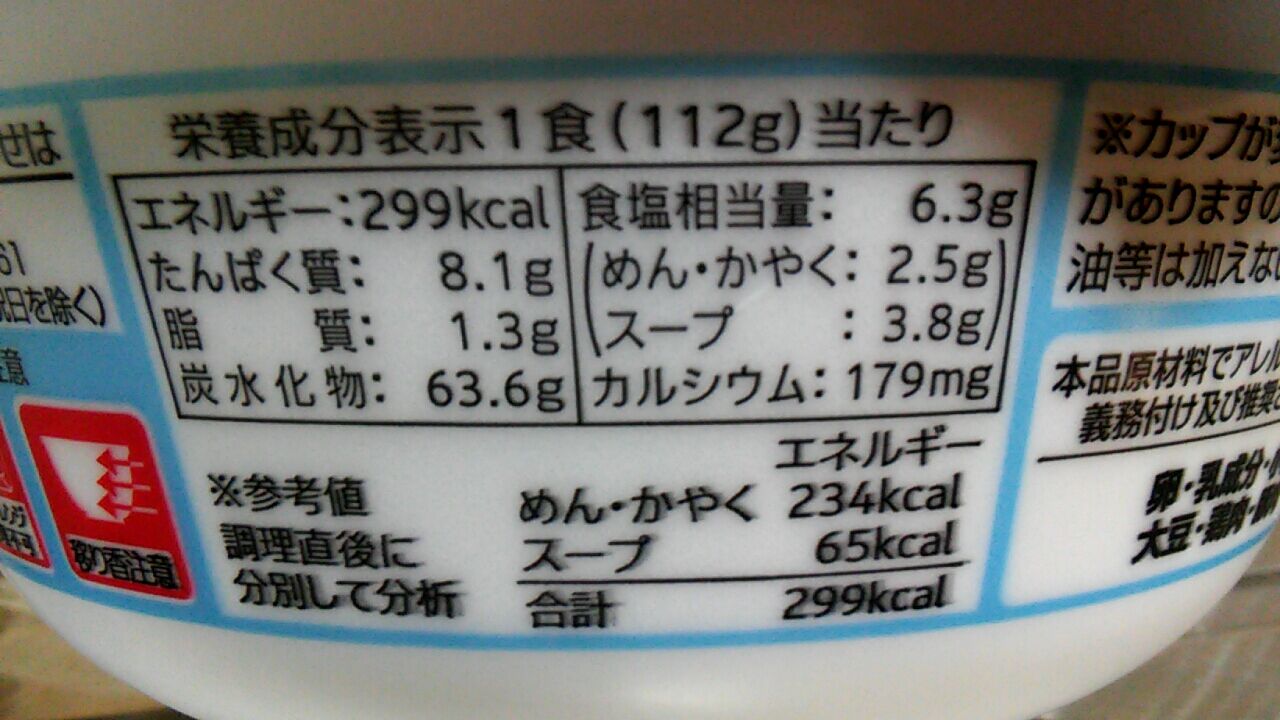 栄養成分表示1食(112g)当たり
エネルギー:299kcal
たんぱく質: 8.1g
脂 質: 1.3g
炭水化物: 63.6g
食塩相当量: 6.3g
(めん・かやく: 2.5g)
(スープ : 3.8g)
カルシウム: 179mg
※参考値
調理直後に
分別して分析
エネルギー
めん・かやく 234kcal
スープ 65kcal
合計 299kcal
せは
61
祝日を除く)
注意
移り香注意
※カップが
がありますの
油等は加えな
本品原材料でアレル
義務付け及び推奨
卵・乳成分・
大豆・鶏肉・